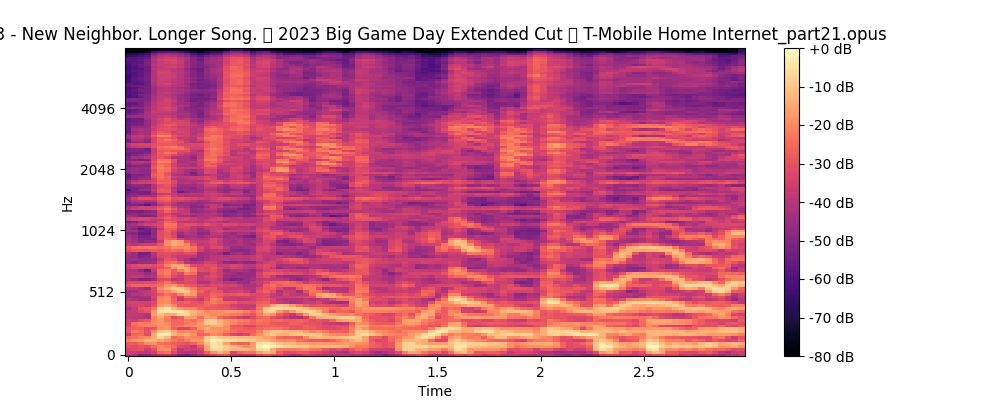 3 - New Neighbor. Longer Song. 2023 Big Game Day Extended Cut T-Mobile Home Internet_part21.opus
+0 dB
4096
-10 dB
-20 dB
2048
-30 dB
Hz
1024
-40 dB
-50 dB
512
-60 dB
-70 dB
0
-80 dB
0
0.5
1
1.5
2
2.5
Time